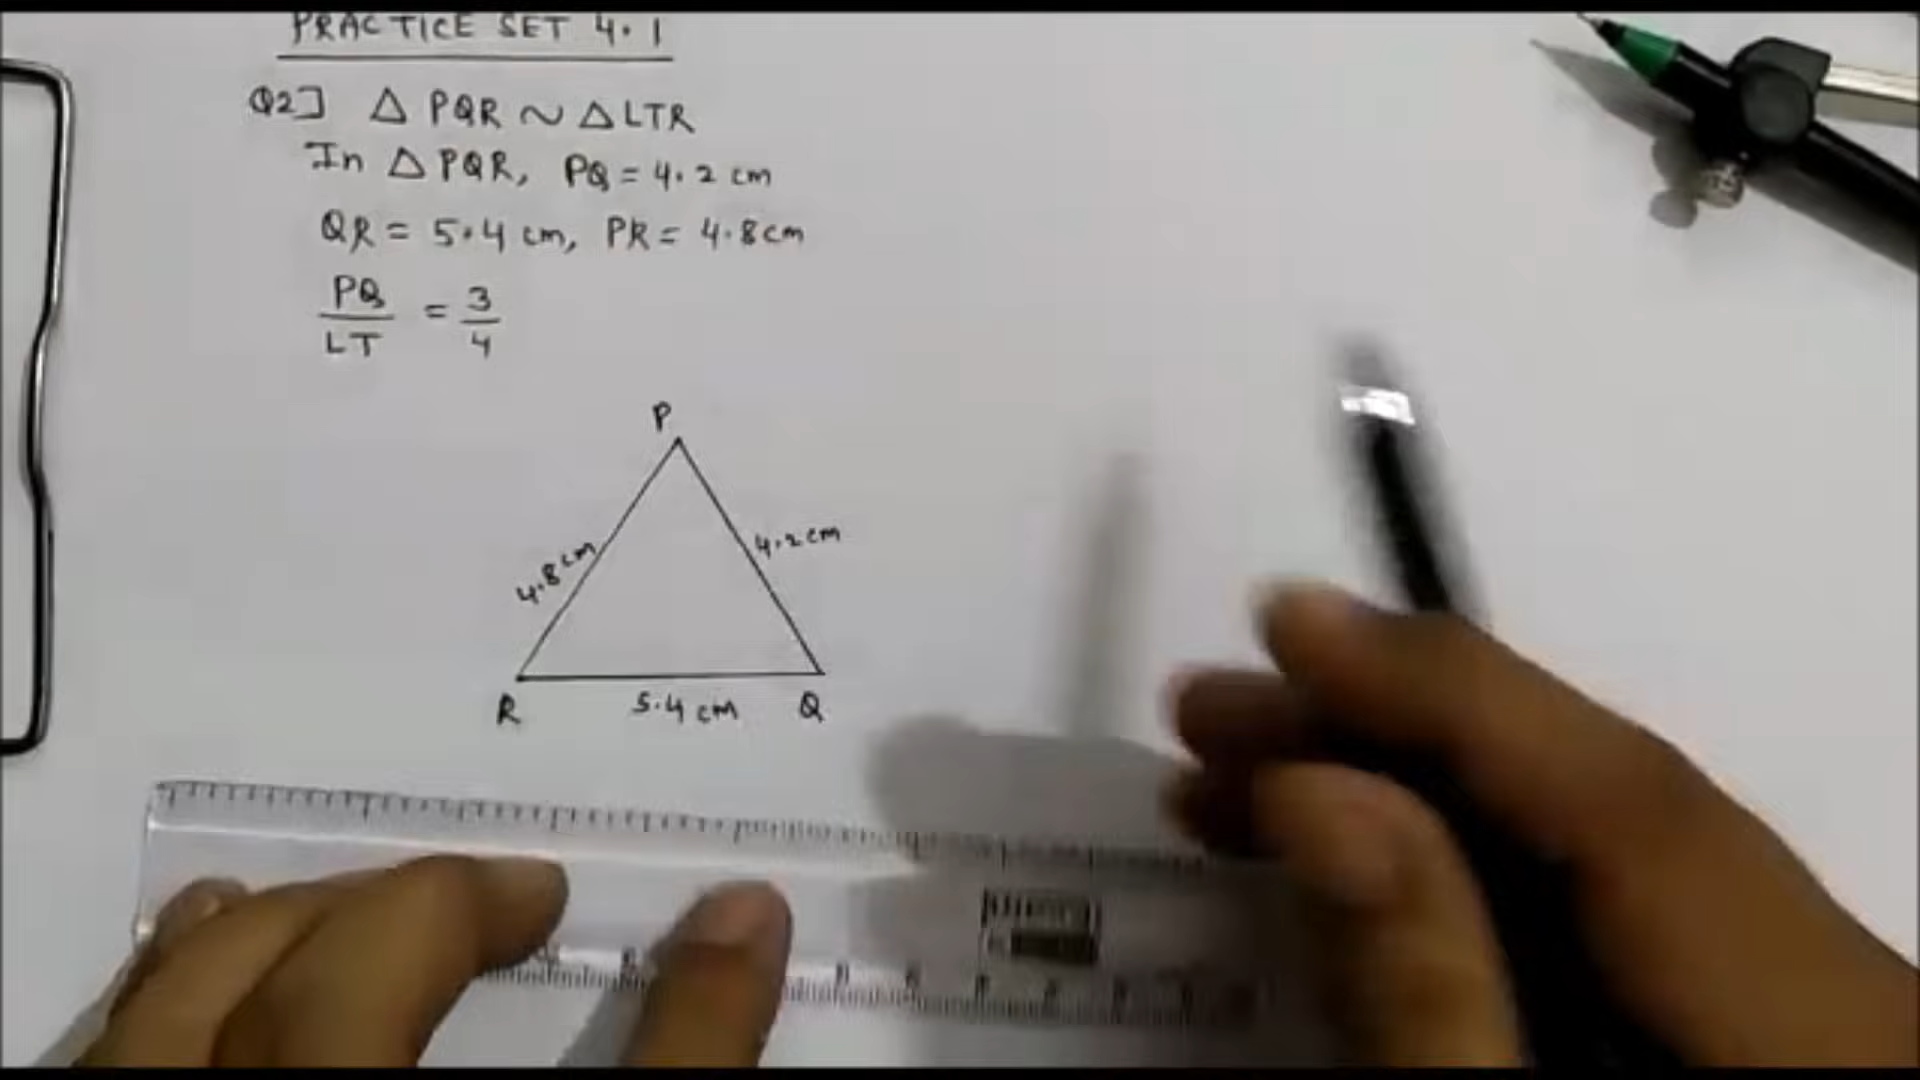 PRACTICE SET 4.1
Q2] △ PQR ~ △ LTR
In △ PQR, PQ = 4.2 cm
QR = 5.4 cm, PR = 4.8 cm
PQ/LT = 3/4
P
4.8 cm
4.2 cm
R 5.4 cm Q